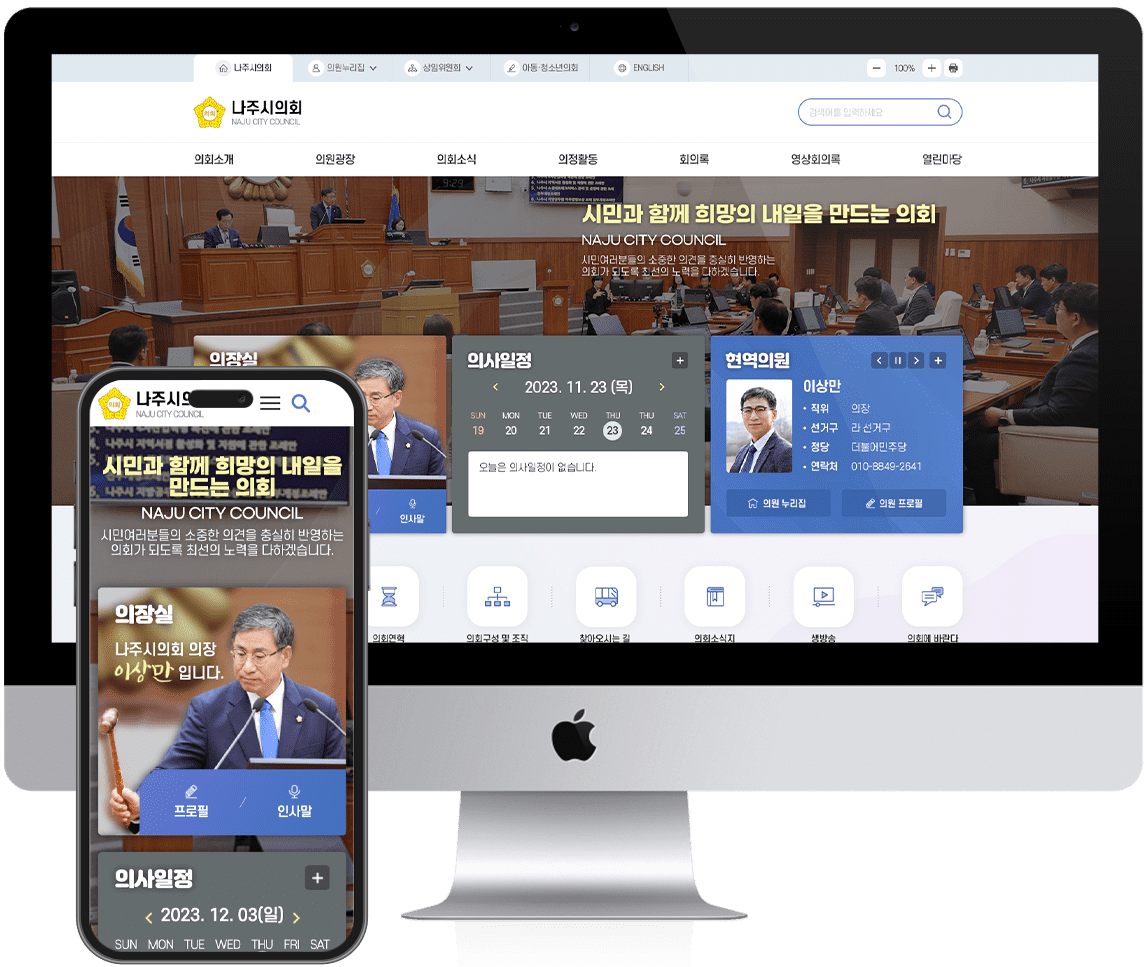 나주시의회
의원누리집
상임위원회
아동·청소년의회
ENGLISH
100%
의회
나주시의회
NAJU CITY COUNCIL
검색어를 입력하세요
의회소개
의원광장
의회소식
의정활동
회의록
영상회의록
열린마당
9:29
시민과 함께 희망의 내일을 만드는 의회
NAJU CITY COUNCIL
시민여러분들의 소중한 의견을 충실히 반영하는
의회가 되도록 최선의 노력을 다하겠습니다.
의장실
인사말
의사일정
+
2023. 11. 23 (목)
SUN MON TUE WED THU THU SAT
19 20 21 22 23 24 25
오늘은 의사일정이 없습니다.
현역의원
+
이상만
• 직위 의장
• 선거구 라 선거구
• 정당 더불어민주당
• 연락처 010-8849-2641
의원 누리집
의원 프로필
의회연혁
의회구성 및 조직
찾아오시는 길
의회소식지
생방송
의회에 바란다
의회
나주시의
NAJU CITY COUNCIL
시민과 함께 희망의 내일을
만드는 의회
NAJU CITY COUNCIL
시민여러분들의 소중한 의견을 충실히 반영하는
의회가 되도록 최선의 노력을 다하겠습니다.
의장실
나주시의회 의장
이상만 입니다.
프로필
/
인사말
의사일정
+
2023. 12. 03(일)
SUN MON TUE WED THU FRI SAT